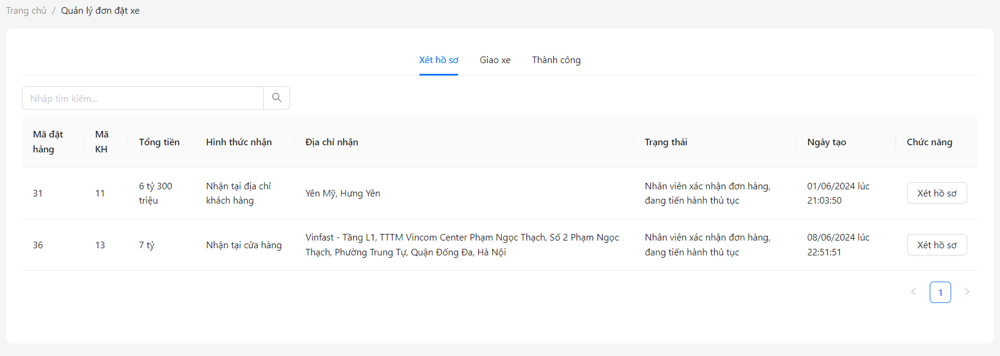 Trang chủ / Quản lý đơn đặt xe
Xét hồ sơ Giao xe Thành công
Nhập tìm kiếm...
Mã đặt hàng Mã KH Tổng tiền Hình thức nhận Địa chỉ nhận Trạng thái Ngày tạo Chức năng
31 11 6 tỷ 300 triệu Nhận tại địa chỉ khách hàng Yên Mỹ, Hưng Yên Nhân viên xác nhận đơn hàng, đang tiến hành thủ tục 01/06/2024 lúc 21:03:50 Xét hồ sơ
36 13 7 tỷ Nhận tại cửa hàng Vinfast - Tầng L1, TTTM Vincom Center Phạm Ngọc Thạch, Số 2 Phạm Ngọc Thạch, Phường Trung Tự, Quận Đống Đa, Hà Nội Nhân viên xác nhận đơn hàng, đang tiến hành thủ tục 08/06/2024 lúc 22:51:51 Xét hồ sơ
< 1 >